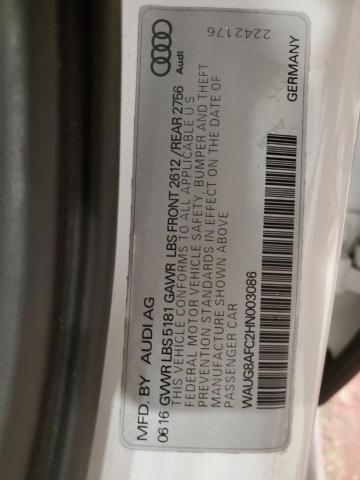 MFD. BY AUDI AG
06 16 GVWR LBS 5181 GAWR LBS FRONT 2612 / REAR 2756
THIS VEHICLE CONFORMS TO ALL APPLICABLE U S
FEDERAL MOTOR VEHICLE SAFETY, BUMPER AND THEFT
PREVENTION STANDARDS IN EFFECT ON THE DATE OF
MANUFACTURE SHOWN ABOVE
PASSENGER CAR
WAUG8AFC2HN003086
2242176
Audi
GERMANY